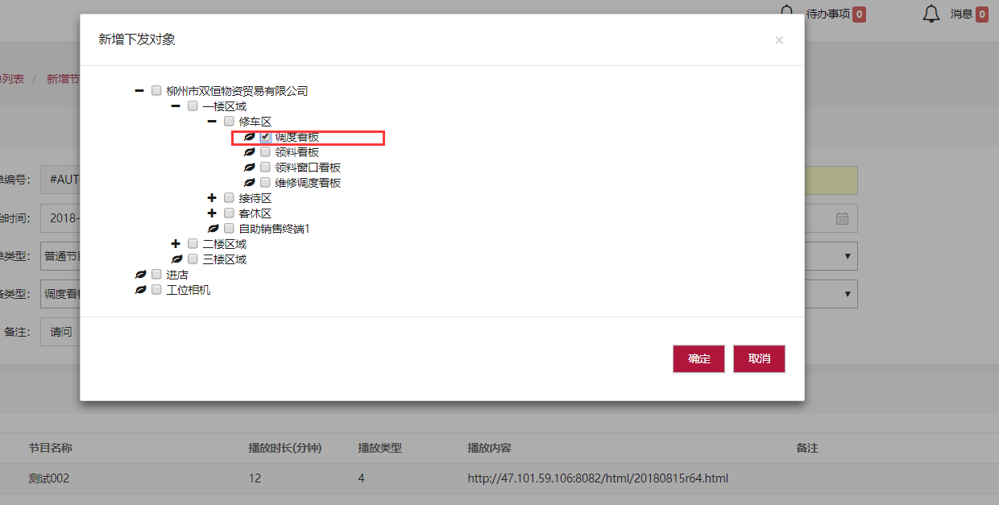 待办事项 0
消息 0
新增下发对象
×
列表 / 新增节
柳州市双恒物资贸易有限公司
一楼区域
修车区
调度看板
领料看板
领料窗口看板
维修调度看板
接待区
客休区
自助销售终端1
二楼区域
三楼区域
进店
工位相机
单编号: #AUT
时间: 2018-
类型: 普通节
类型: 调度看
备注: 请问
确定 取消
节目名称 播放时长(分钟) 播放类型 播放内容 备注
测试002 12 4 http://47.101.59.106:8082/html/20180815r64.html